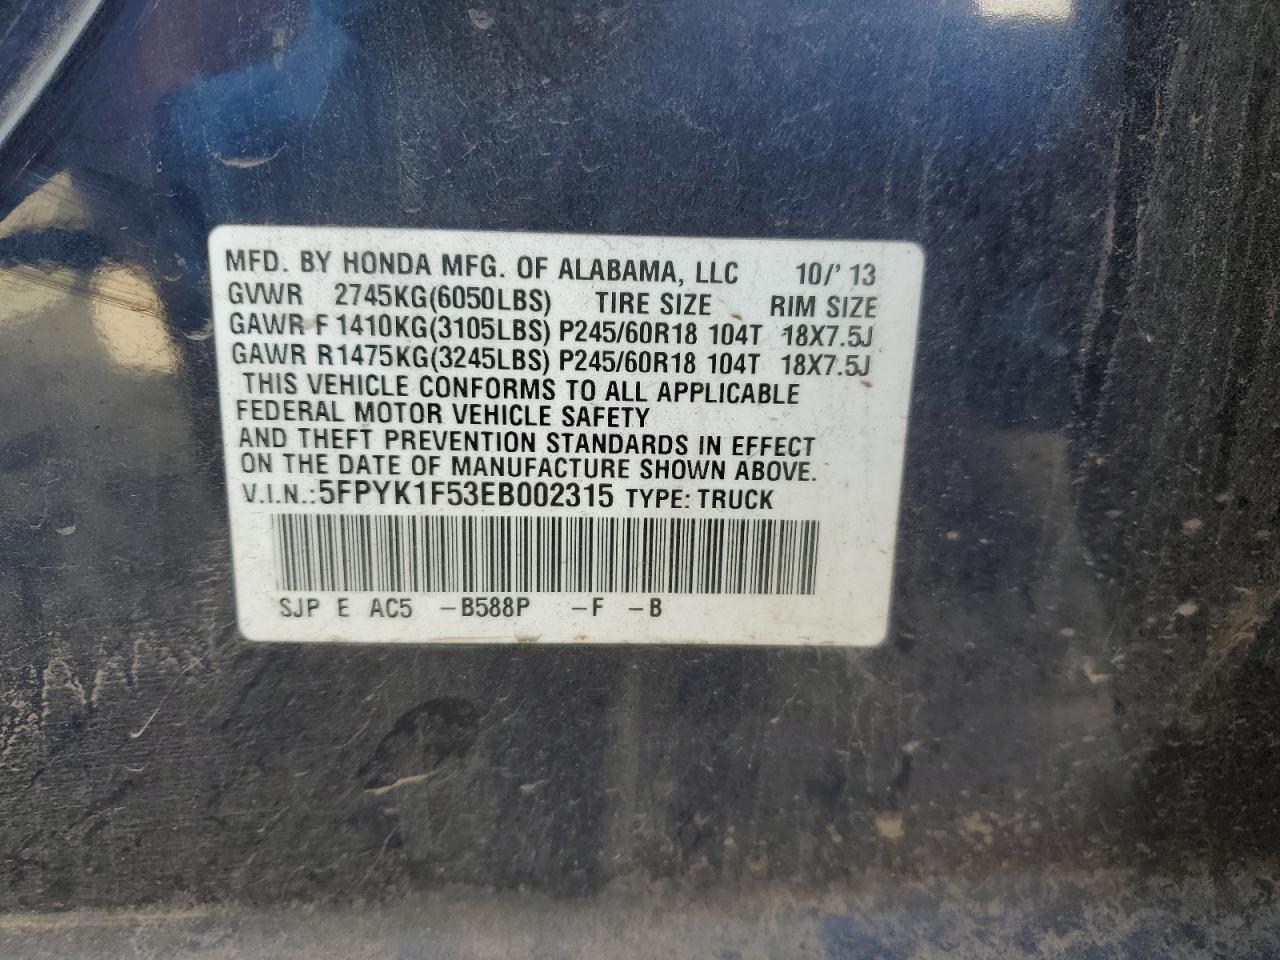 MFD. BY HONDA MFG. OF ALABAMA, LLC 10/' 13
GVWR 2745KG(6050LBS) TIRE SIZE RIM SIZE
GAWR F 1410KG(3105LBS) P245/60R18 104T 18X7.5J
GAWR R1475KG(3245LBS) P245/60R18 104T 18X7.5J
THIS VEHICLE CONFORMS TO ALL APPLICABLE
FEDERAL MOTOR VEHICLE SAFETY
AND THEFT PREVENTION STANDARDS IN EFFECT
ON THE DATE OF MANUFACTURE SHOWN ABOVE.
V.I.N.:5FPYK1F53EB002315 TYPE: TRUCK
SJP E AC5 -B588P -F -B